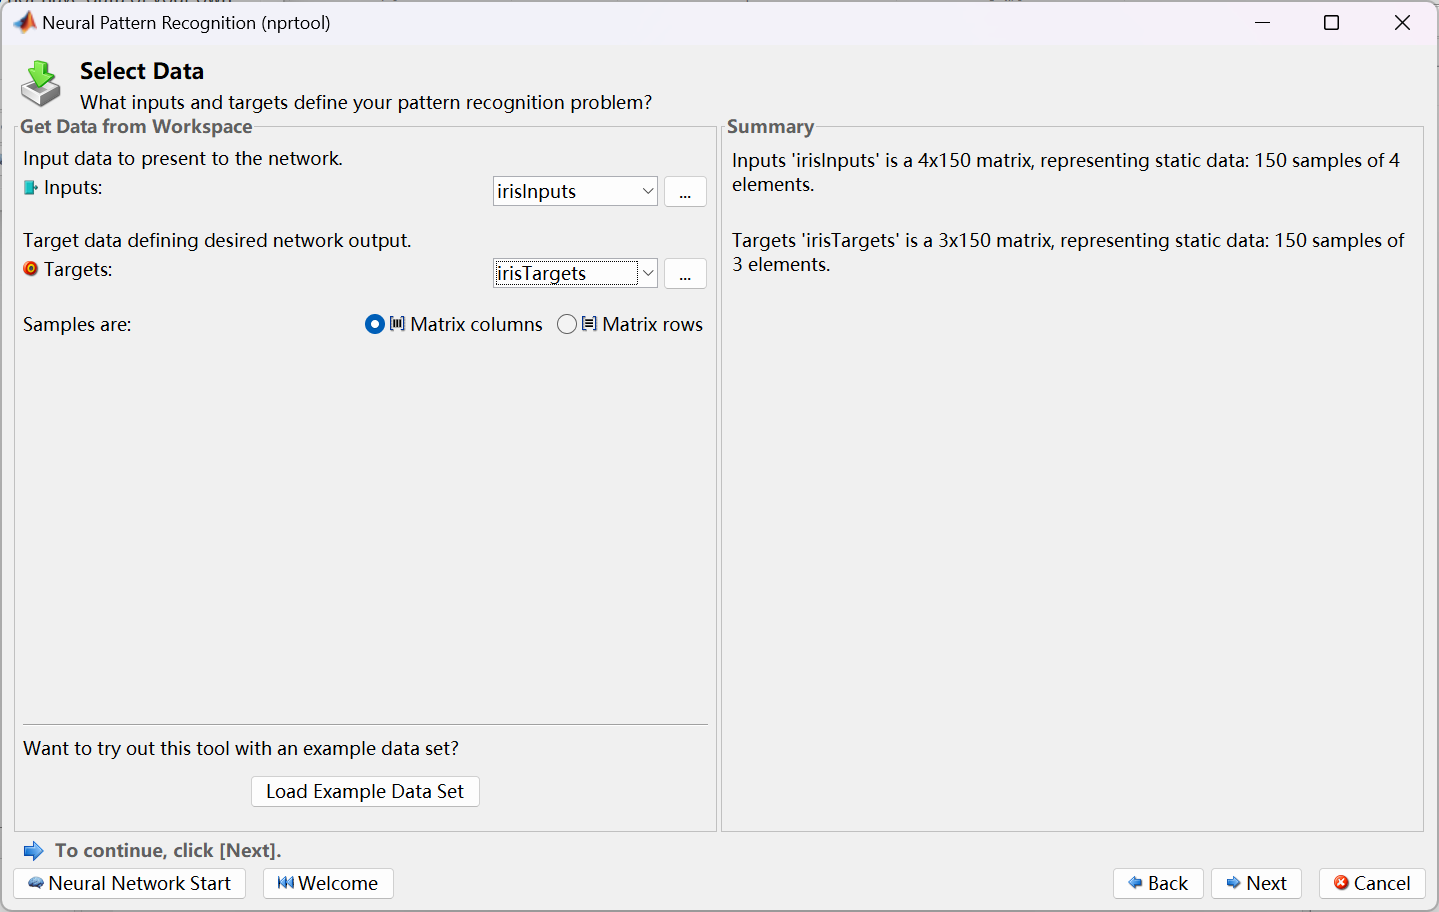 Neural Pattern Recognition (nprtool)
Select Data
What inputs and targets define your pattern recognition problem?
Get Data from Workspace
Input data to present to the network.
Inputs:
irisInputs
...
Target data defining desired network output.
Targets:
irisTargets
...
Samples are:
Matrix columns
Matrix rows
Want to try out this tool with an example data set?
Load Example Data Set
Summary
Inputs 'irisInputs' is a 4x150 matrix, representing static data: 150 samples of 4
elements.
Targets 'irisTargets' is a 3x150 matrix, representing static data: 150 samples of
3 elements.
To continue, click [Next].
Neural Network Start
Welcome
Back
Next
Cancel